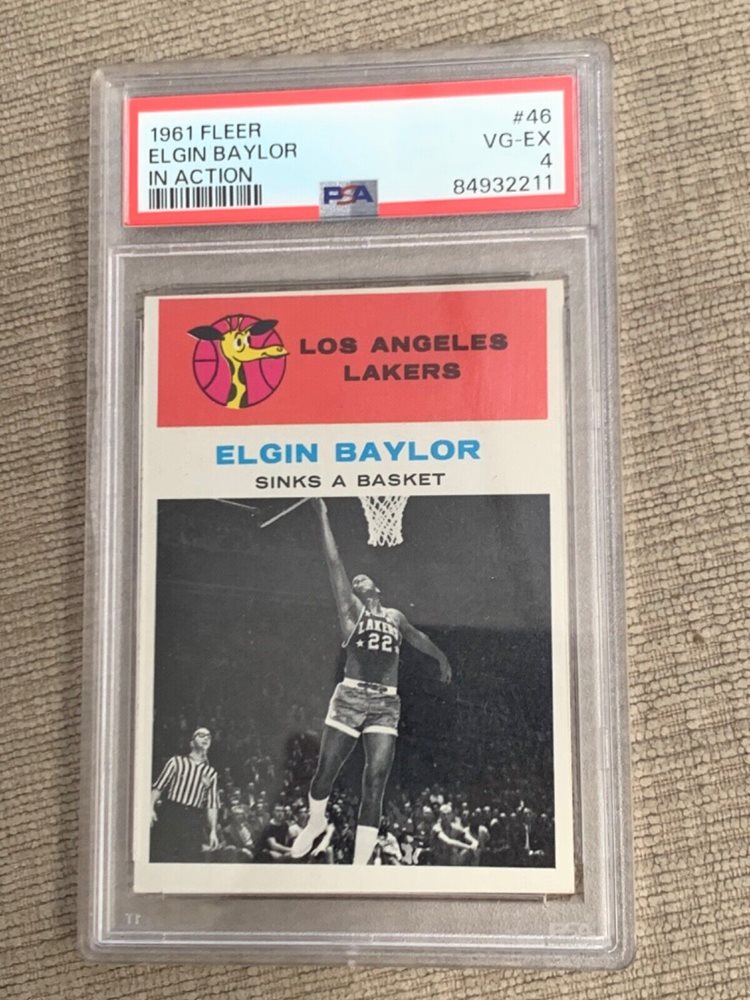 1961 FLEER
ELGIN BAYLOR
IN ACTION
#46
VG-EX
4
84932211
PSA
LOS ANGELES
LAKERS
ELGIN BAYLOR
SINKS A BASKET
LAKERS
22
PSA